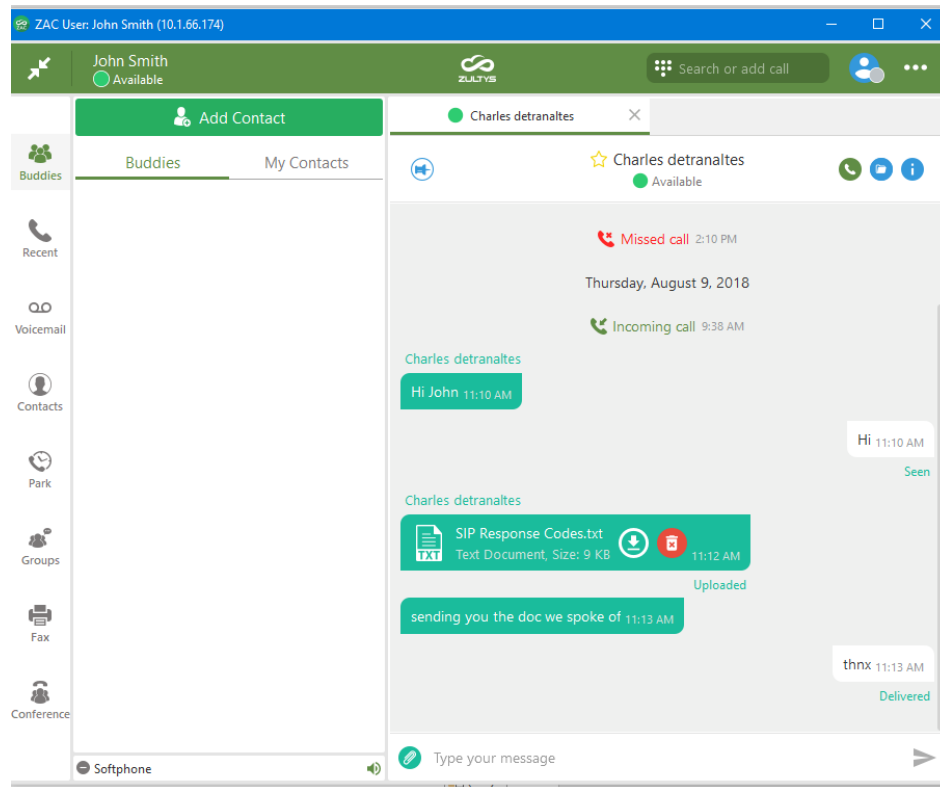 ZAC User: John Smith (10.1.66.174)
John Smith
Available
ZULTYS
Search or add call
Buddies
Recent
Voicemail
Contacts
Park
Groups
Fax
Conference
Add Contact
Buddies My Contacts
Softphone
Charles detranaltes
Charles detranaltes
Available
Missed call 2:10 PM
Thursday, August 9, 2018
Incoming call 9:38 AM
Charles detranaltes
Hi John 11:10 AM
Hi 11:10 AM
Seen
Charles detranaltes
TXT
SIP Response Codes.txt
Text Document, Size: 9 KB 11:12 AM
Uploaded
sending you the doc we spoke of 11:13 AM
thnx 11:13 AM
Delivered
Type your message